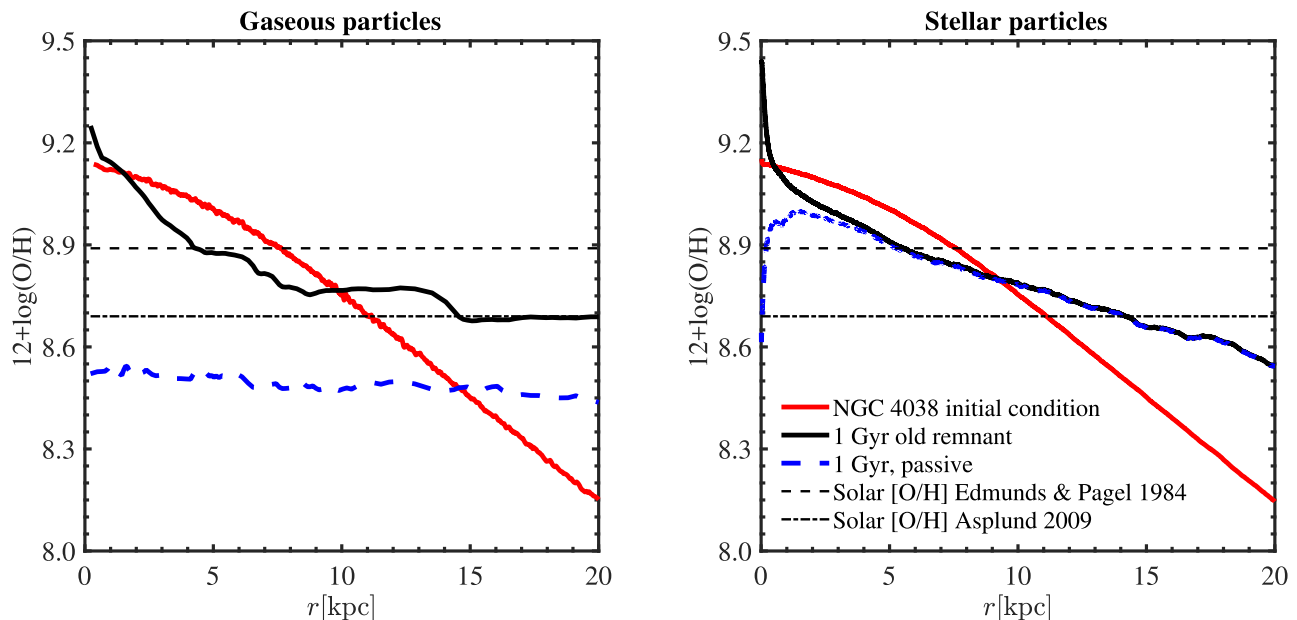 Gaseous particles
9.5
9.2
8.9
8.6
8.3
8.0
12+log(O/H)
0
5
10
15
20
r[kpc]
Stellar particles
9.5
9.2
8.9
8.6
8.3
8.0
12+log(O/H)
NGC 4038 initial condition
1 Gyr old remnant
1 Gyr, passive
Solar [O/H] Edmunds & Pagel 1984
Solar [O/H] Asplund 2009
0
5
10
15
20
r[kpc]